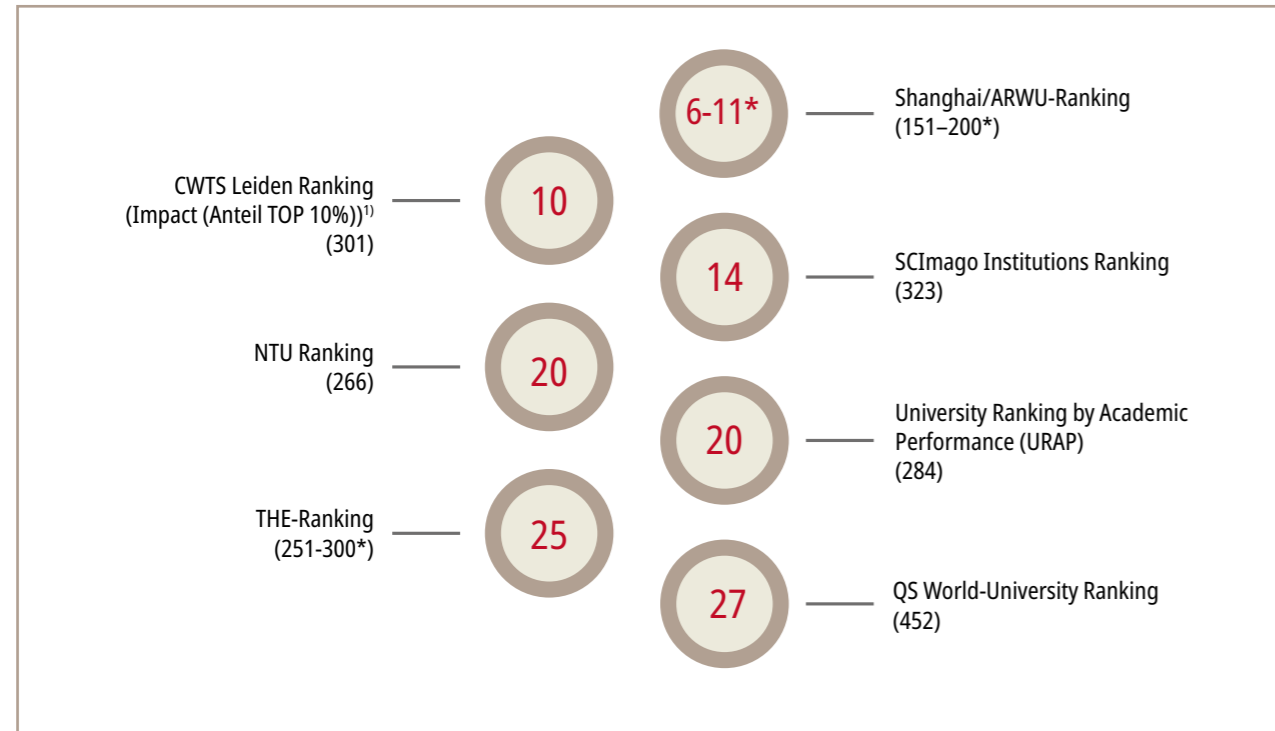 6-11*
Shanghai/ARWU-Ranking
(151–200*)
CWTS Leiden Ranking
(Impact (Anteil TOP 10%))¹⁾
(301)
10
14
SCImago Institutions Ranking
(323)
NTU Ranking
(266)
20
20
University Ranking by Academic
Performance (URAP)
(284)
THE-Ranking
(251-300*)
25
27
QS World-University Ranking
(452)